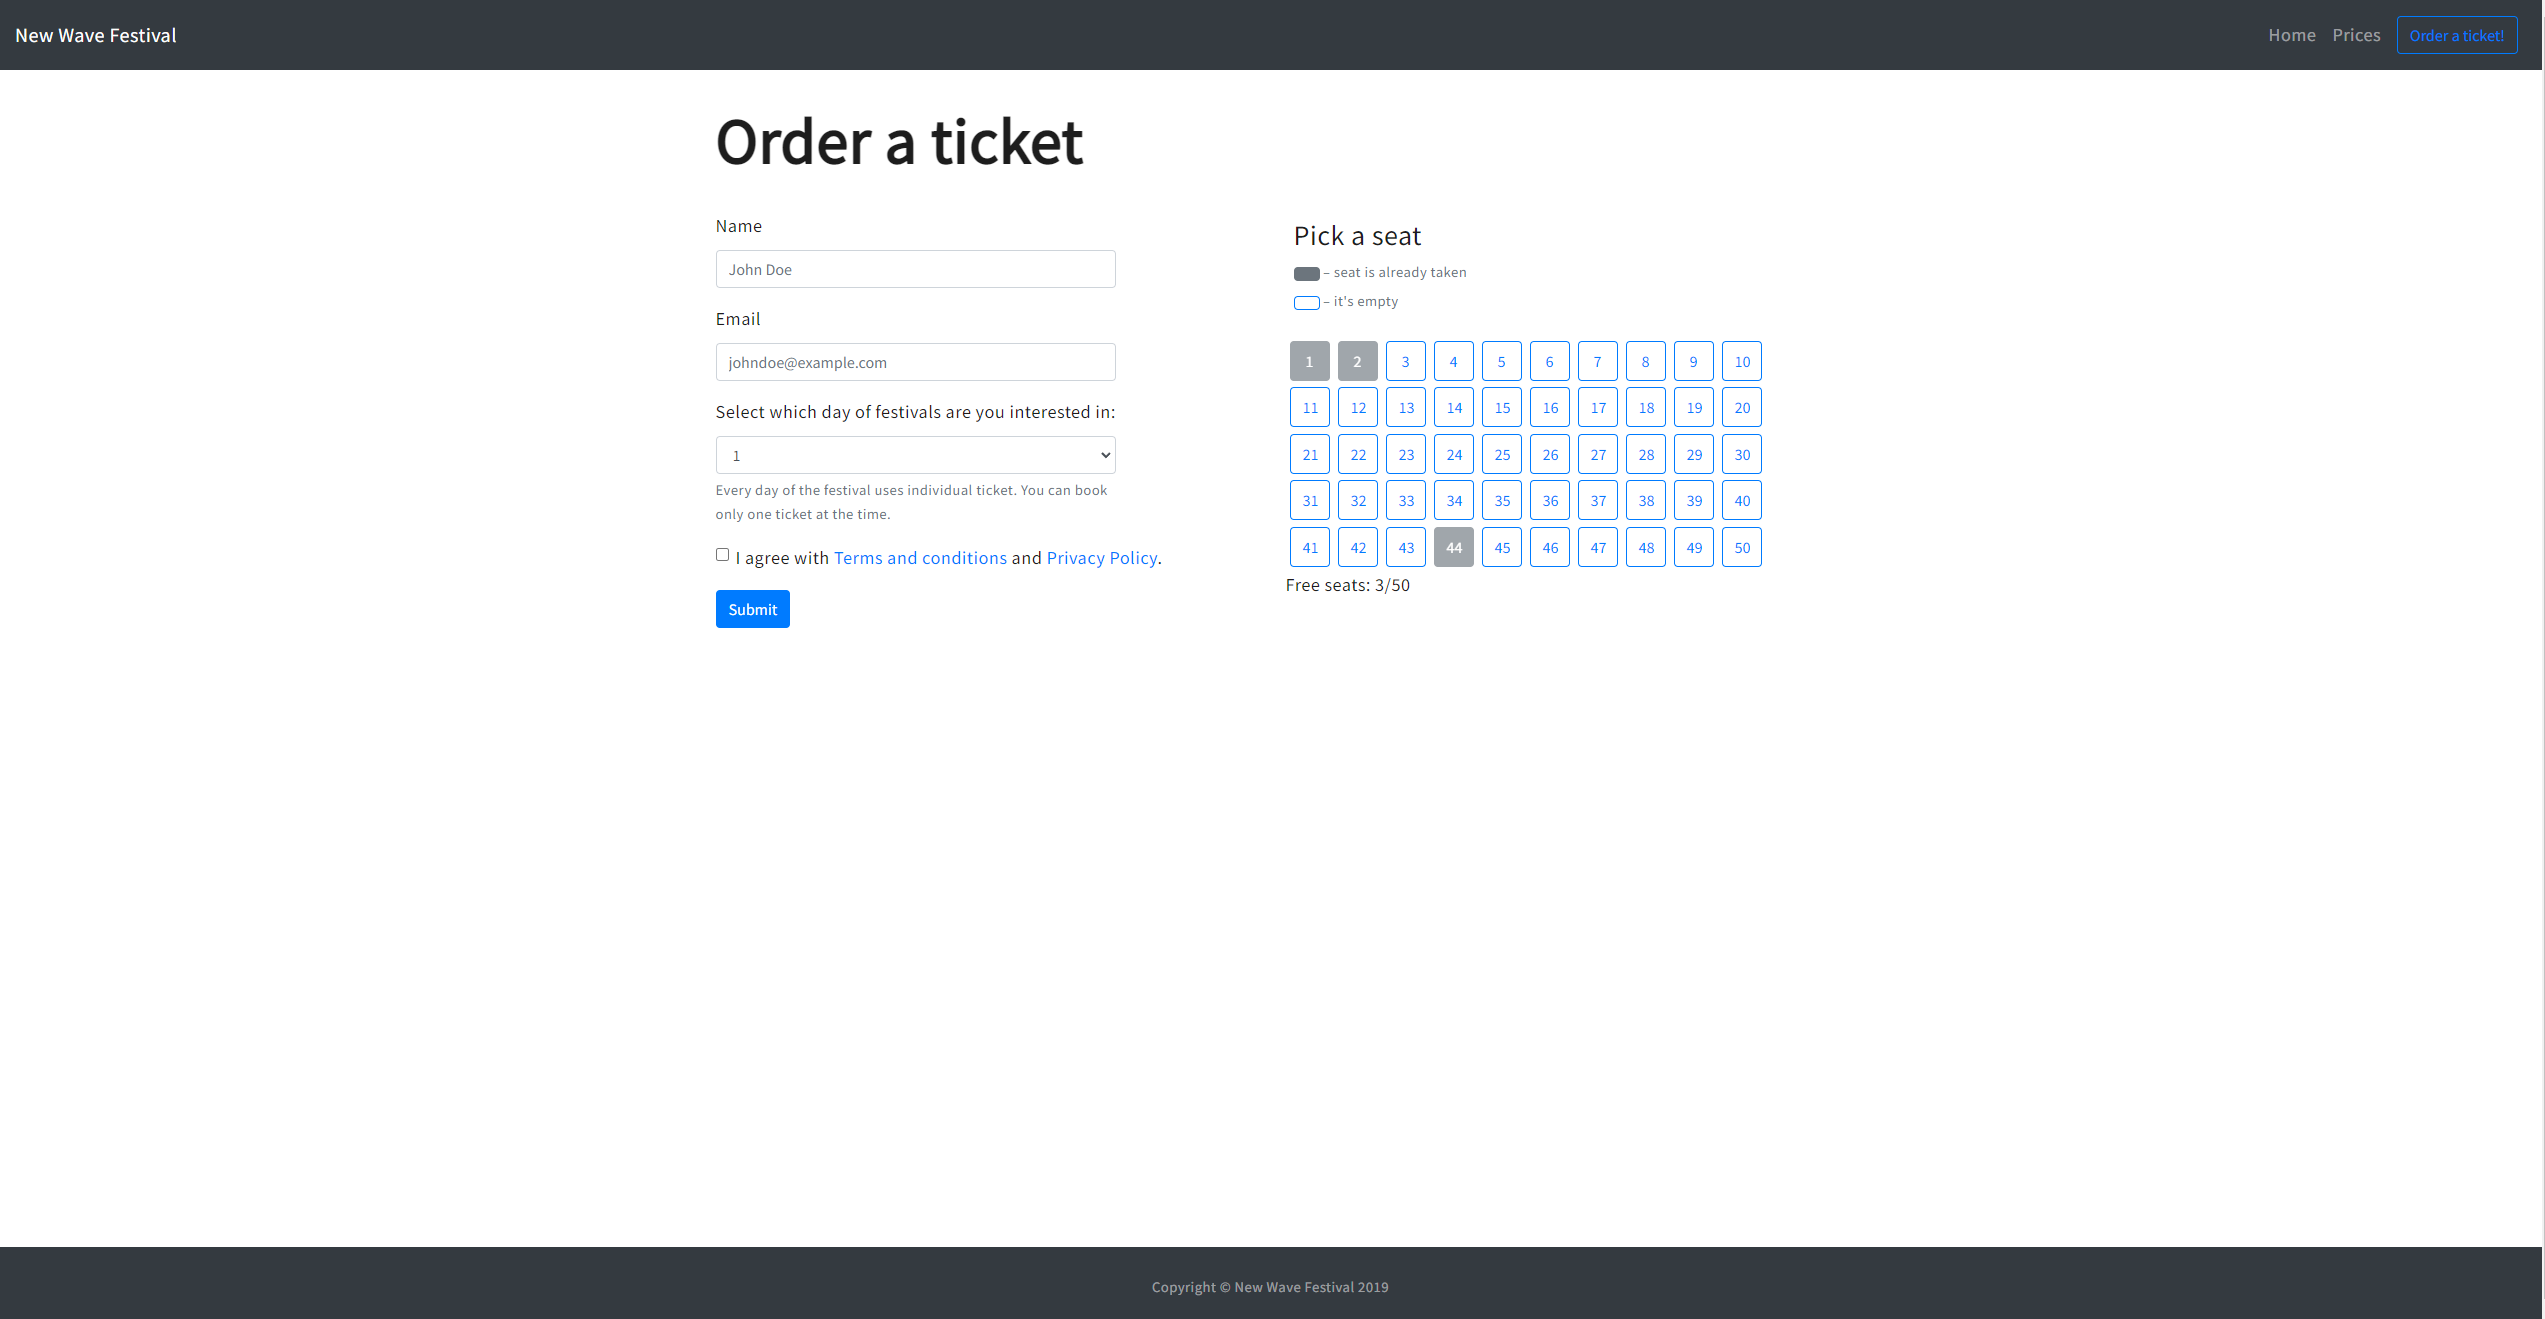 New Wave Festival
Home Prices Order a ticket!
Order a ticket
Name
John Doe
Email
johndoe@example.com
Select which day of festivals are you interested in:
1
Every day of the festival uses individual ticket. You can book
only one ticket at the time.
I agree with Terms and conditions and Privacy Policy.
Submit
Pick a seat
– seat is already taken
– it's empty
1 2 3 4 5 6 7 8 9 10
11 12 13 14 15 16 17 18 19 20
21 22 23 24 25 26 27 28 29 30
31 32 33 34 35 36 37 38 39 40
41 42 43 44 45 46 47 48 49 50
Free seats: 3/50
Copyright © New Wave Festival 2019